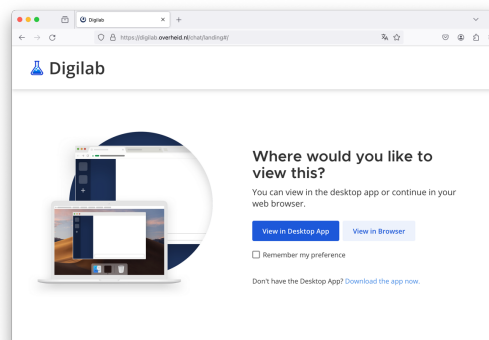 Digilab
https://digilab.overheid.nl/chat/landing#/
Digilab
Where would you like to
view this?
You can view in the desktop app or continue in your
web browser.
View in Desktop App
View in Browser
Remember my preference
Don't have the Desktop App? Download the app now.